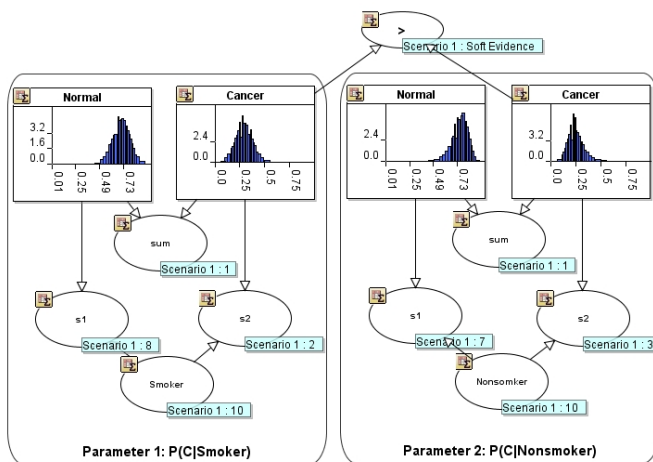 >
Scenario 1 : Soft Evidence
Normal
3.2
1.6
0.0
0.01
0.25
0.49
0.73
Cancer
2.4
0.0
0.0
0.25
0.5
0.75
Normal
2.4
0.0
0.01
0.25
0.49
0.73
Cancer
3.2
0.0
0.0
0.25
0.5
0.75
sum
Scenario 1 : 1
sum
Scenario 1 : 1
s1
Scenario 1 : 8
s2
Scenario 1 : 2
s1
Scenario 1 : 7
s2
Scenario 1 : 3
Smoker
Scenario 1 : 10
Nonsomker
Scenario 1 : 10
Parameter 1: P(C|Smoker)
Parameter 2: P(C|Nonsmoker)